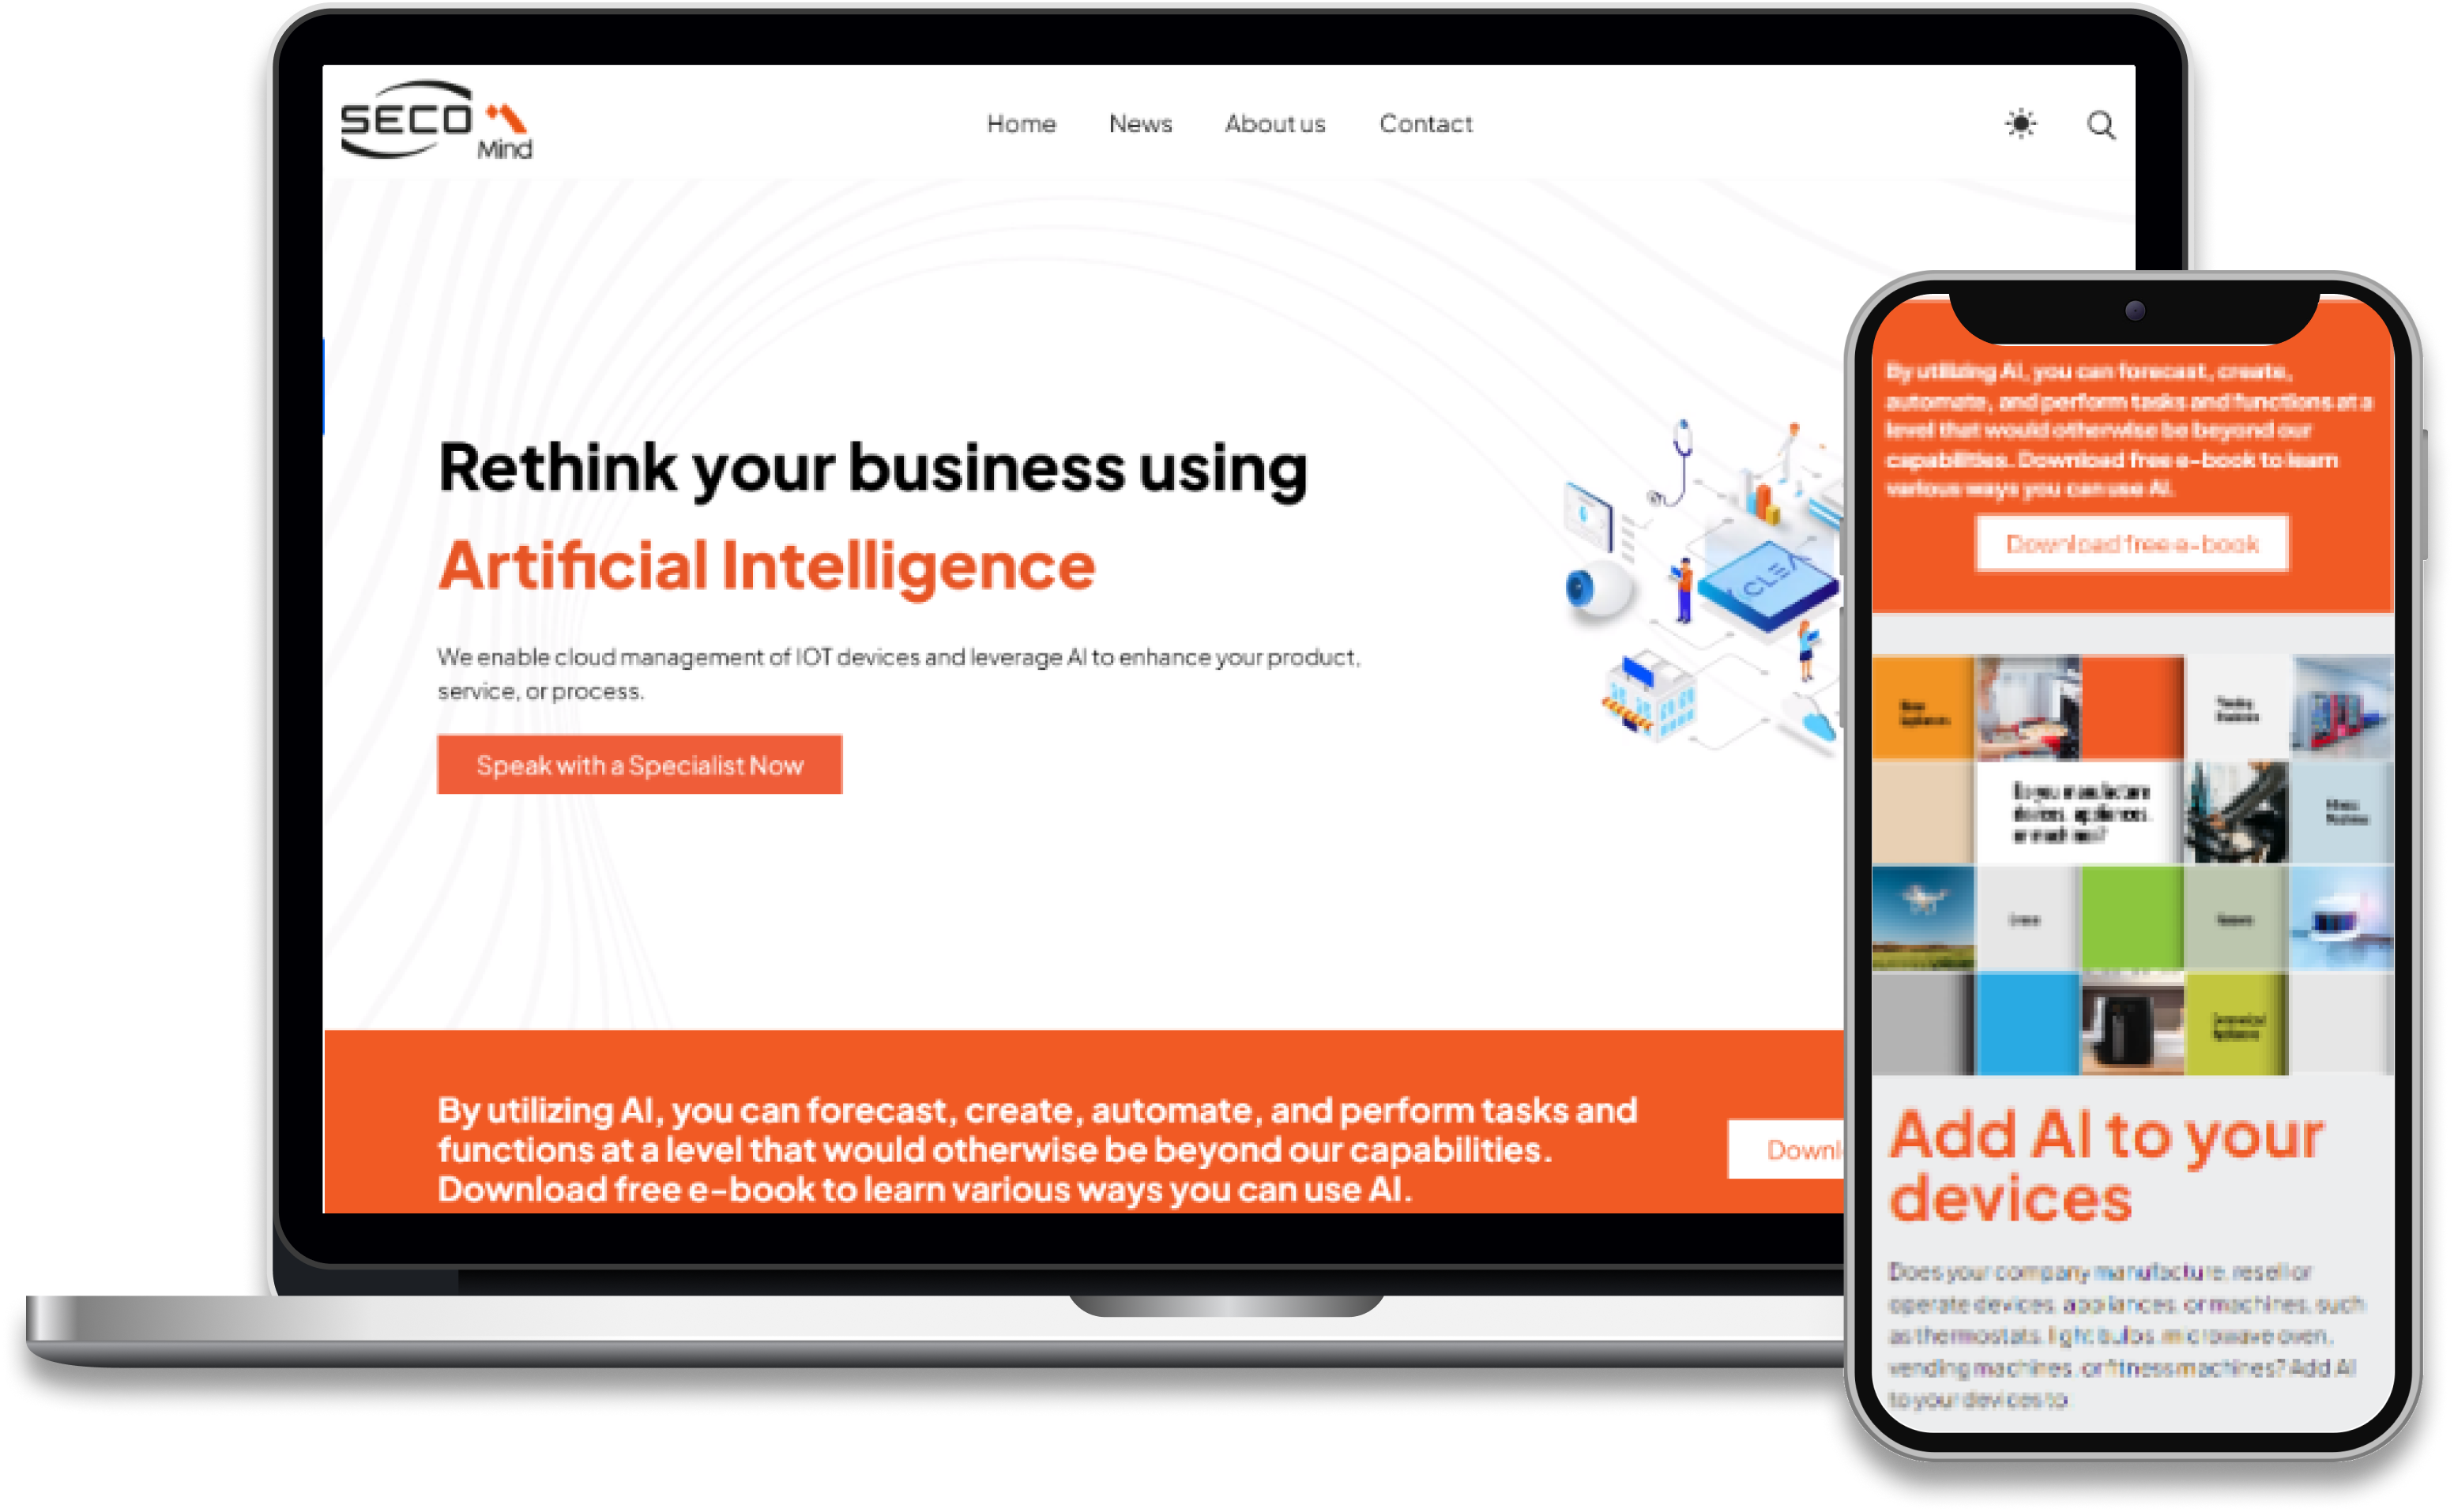 SECO
Mind
Home News About us Contact
Rethink your business using
Artificial Intelligence
We enable cloud management of IOT devices and leverage AI to enhance your product,
service, or process.
Speak with a Specialist Now
CLEA
By utilizing AI, you can forecast, create, automate, and perform tasks and
functions at a level that would otherwise be beyond our capabilities.
Download free e-book to learn various ways you can use AI.
Downl
By utilizing AI, you can forecast, create,
automate, and perform tasks and functions at a
level that would otherwise be beyond our
capabilities. Download free e-book to learn
various ways you can use AI.
Download free e-book
Do you manufacture
devices, appliances,
or machines?
Add AI to your
devices
Does your company manufacture, resell or
operate devices, appliances, or machines, such
as thermostats, light bulbs, microwave oven,
vending machines, or fitness machines? Add AI
to your devices to